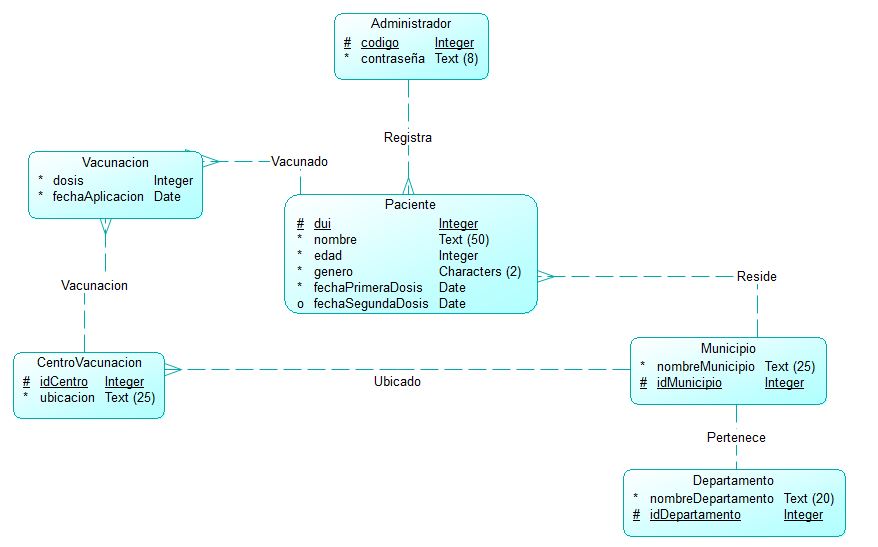 Administrador
# codigo Integer
* contraseña Text (8)
Registra
Vacunado
Vacunacion
* dosis Integer
* fechaAplicacion Date
Paciente
# dui Integer
* nombre Text (50)
* edad Integer
* genero Characters (2)
* fechaPrimeraDosis Date
o fechaSegundaDosis Date
Reside
Vacunacion
CentroVacunacion
# idCentro Integer
* ubicacion Text (25)
Ubicado
Municipio
* nombreMunicipio Text (25)
# idMunicipio Integer
Pertenece
Departamento
* nombreDepartamento Text (20)
# idDepartamento Integer